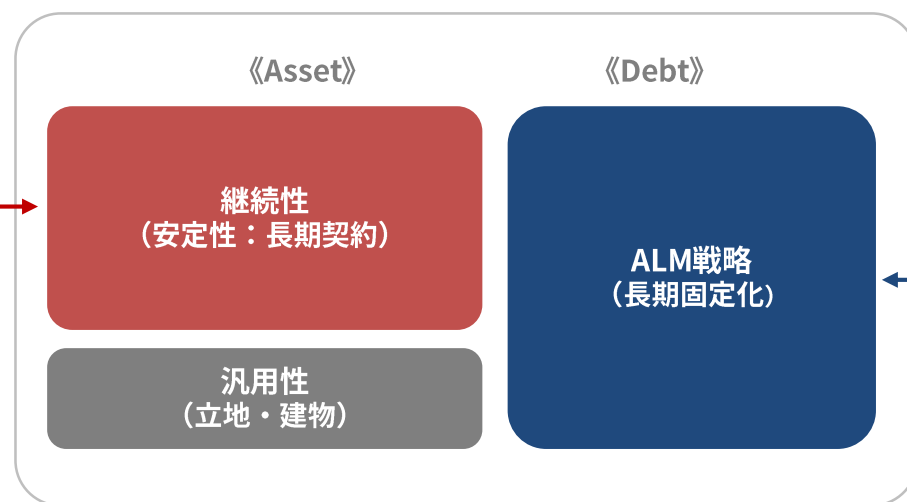 《Asset》
《Debt》
継続性
（安定性：長期契約）
汎用性
（立地・建物）
ALM戦略
（長期固定化）